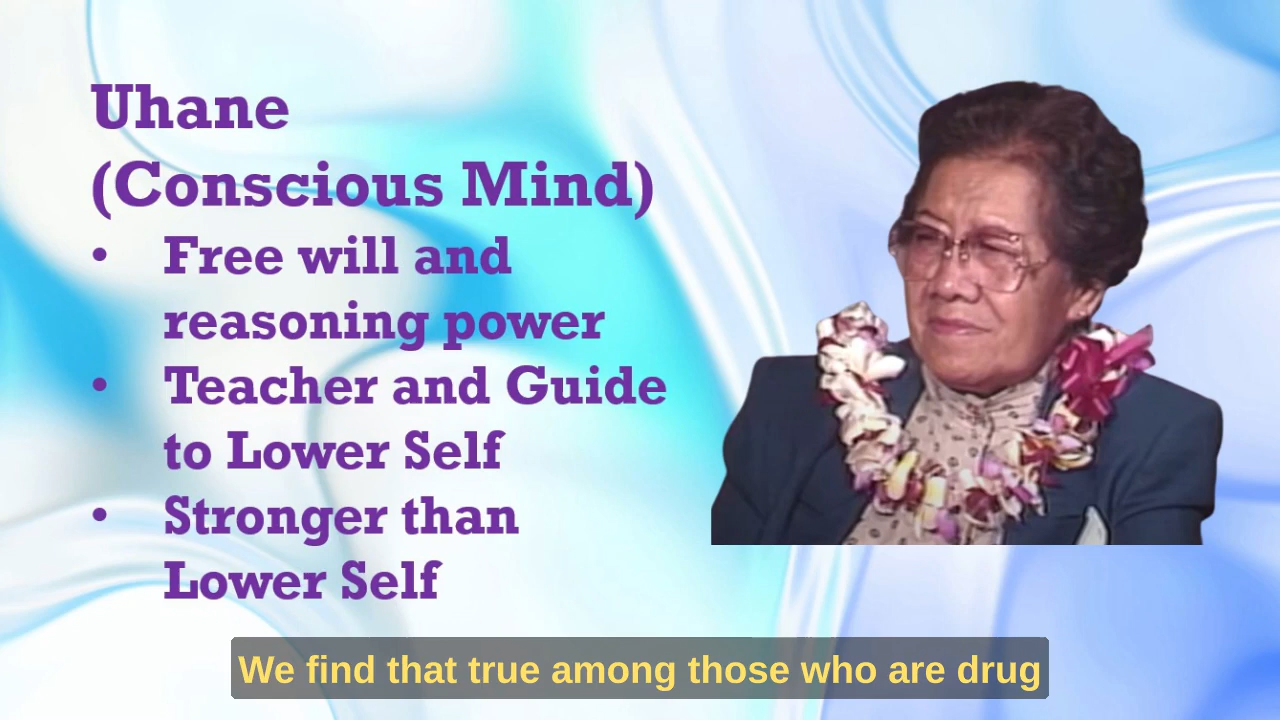 Uhane
(Conscious Mind)
• Free will and
reasoning power
• Teacher and Guide
to Lower Self
• Stronger than
Lower Self
We find that true among those who are drug